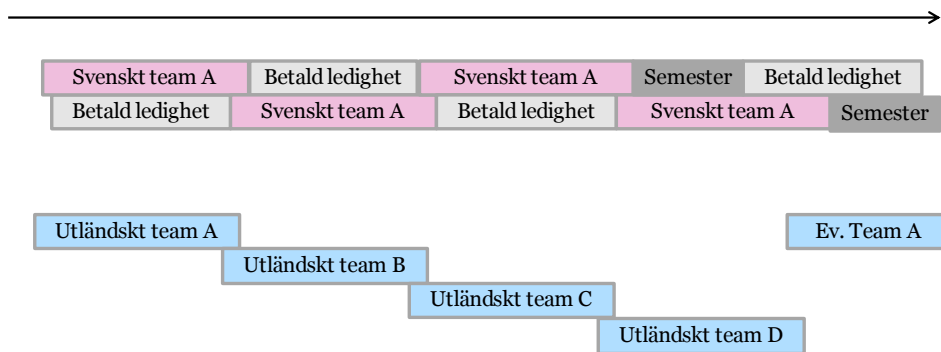 Svenskt team A Betald ledighet Svenskt team A Semester Betald ledighet
Betald ledighet Svenskt team A Betald ledighet Svenskt team A Semester
Utländskt team A Ev. Team A
Utländskt team B
Utländskt team C
Utländskt team D